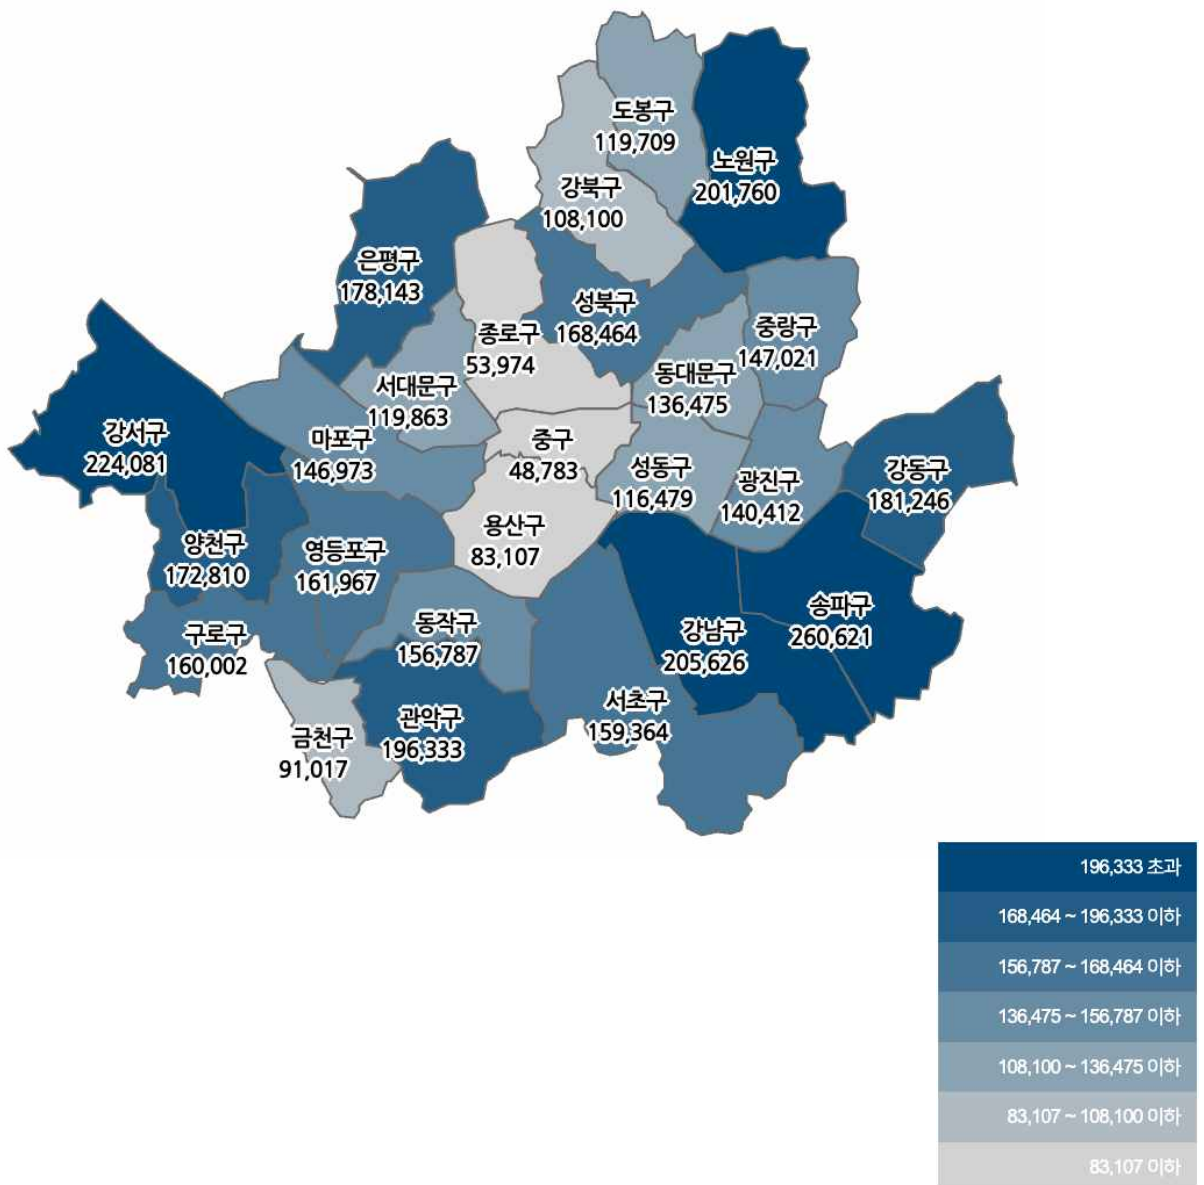 도봉구
119,709
노원구
201,760
강북구
108,100
은평구
178,143
성북구
168,464
중랑구
147,021
종로구
53,974
동대문구
136,475
서대문구
119,863
강서구
224,081
마포구
146,973
중구
48,783
성동구
116,479
광진구
140,412
강동구
181,246
용산구
83,107
양천구
172,810
영등포구
161,967
송파구
260,621
동작구
156,787
강남구
205,626
구로구
160,002
서초구
159,364
관악구
196,333
금천구
91,017
196,333 초과
168,464 ~ 196,333 이하
156,787 ~ 168,464 이하
136,475 ~ 156,787 이하
108,100 ~ 136,475 이하
83,107 ~ 108,100 이하
83,107 이하